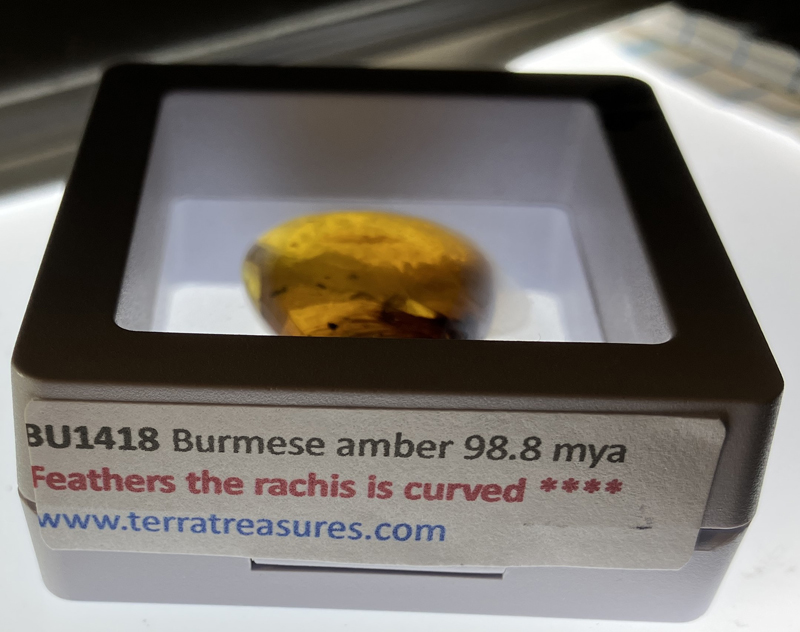 BU1418 Burmese amber 98.8 mya
Feathers the rachis is curved ****
www.terratreasures.com